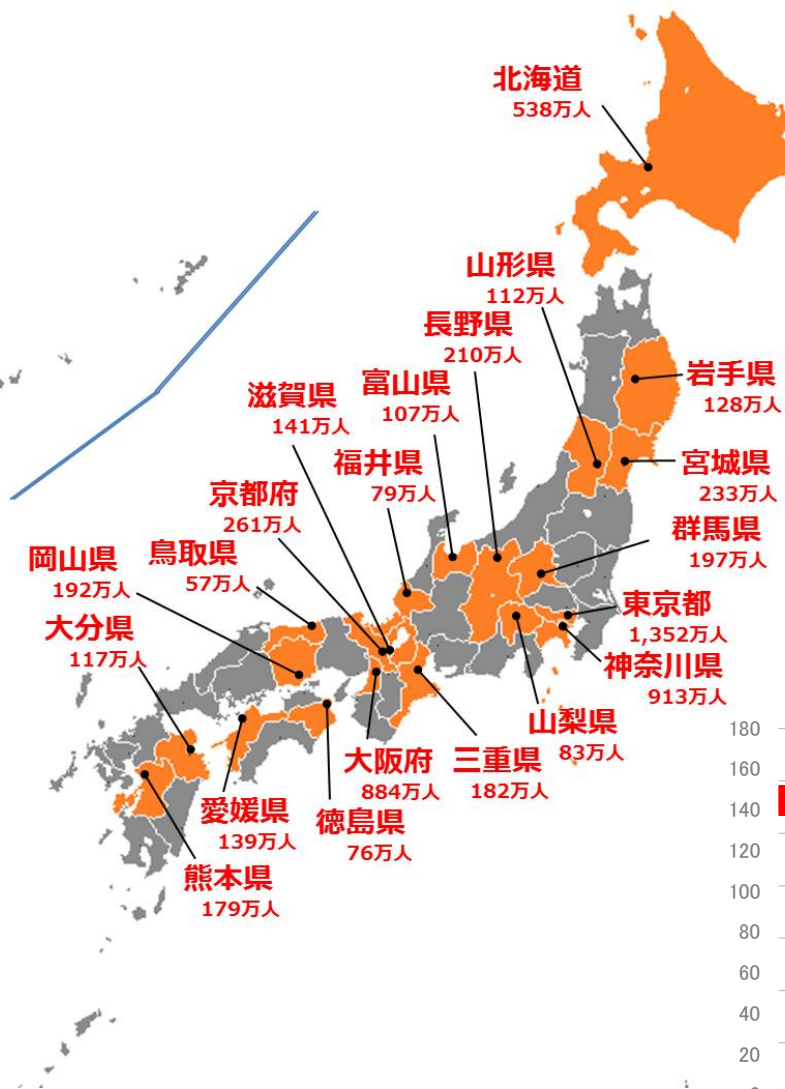 北海道
538万人
山形県
112万人
長野県
210万人
岩手県
128万人
富山県
107万人
滋賀県
141万人
宮城県
233万人
福井県
79万人
京都府
261万人
群馬県
197万人
鳥取県
57万人
岡山県
192万人
東京都
1,352万人
大分県
117万人
神奈川県
913万人
山梨県
83万人
大阪府
884万人
三重県
182万人
愛媛県
139万人
徳島県
76万人
熊本県
179万人
180
160
140
120
100
80
60
40
20